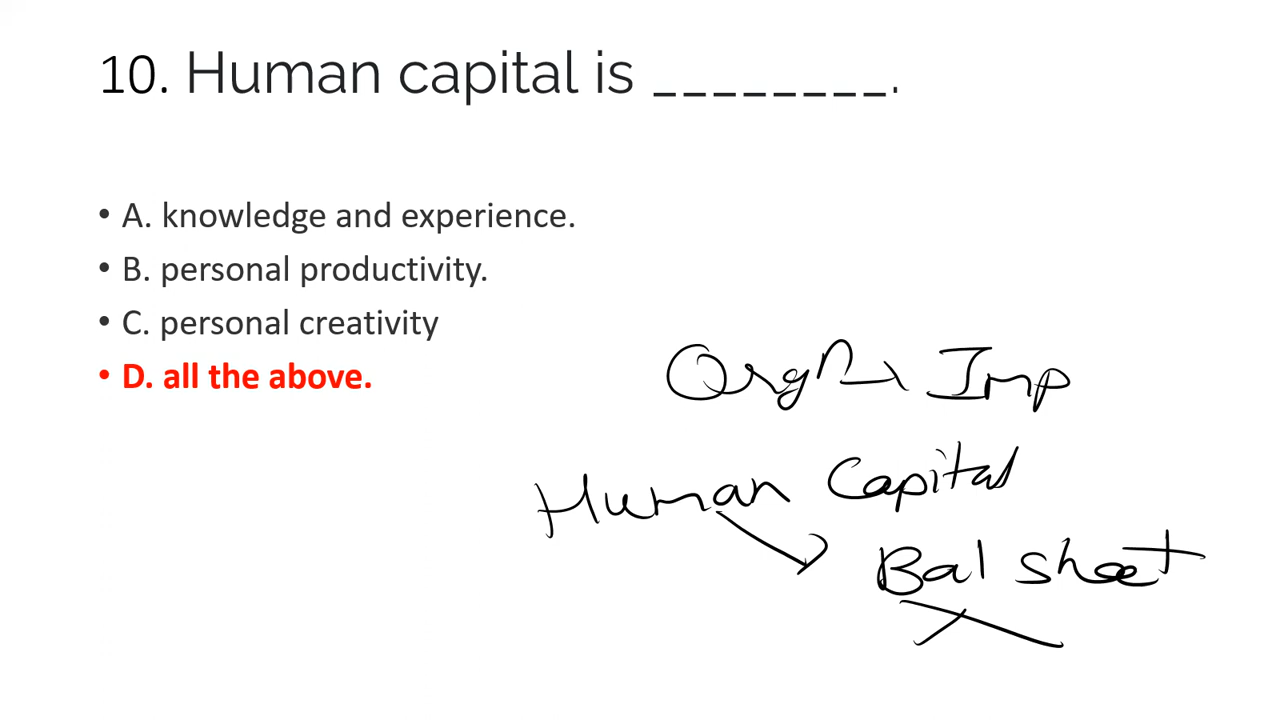 10. Human capital is ________.
• A. knowledge and experience.
• B. personal productivity.
• C. personal creativity
• D. all the above.
Imp
Human Capital
Bal sheet